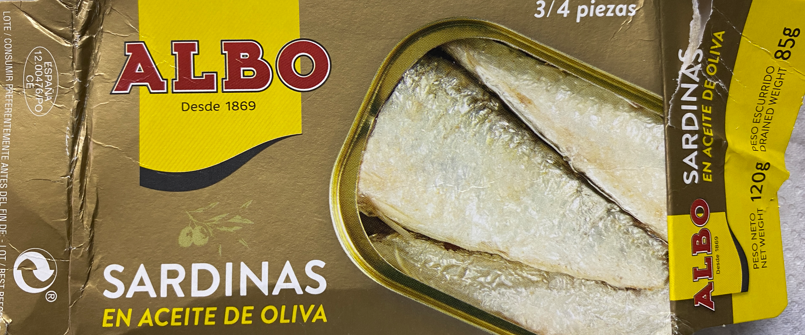 3/4 piezas
ALBO
Desde 1869
SARDINAS
EN ACEITE DE OLIVA
LOTE / CONSUMIR PREFERENTEMENTE ANTES DEL FIN DE: - LOT / BEST BEFO
ESPAÑA
12.00476/PO
CE
®
SARDINAS
EN ACEITE DE OLIVA
ALBO
Desde 1869
PESO NETO
NET WEIGHT 120g
PESO ESCURRIDO
DRAINED WEIGHT 85g